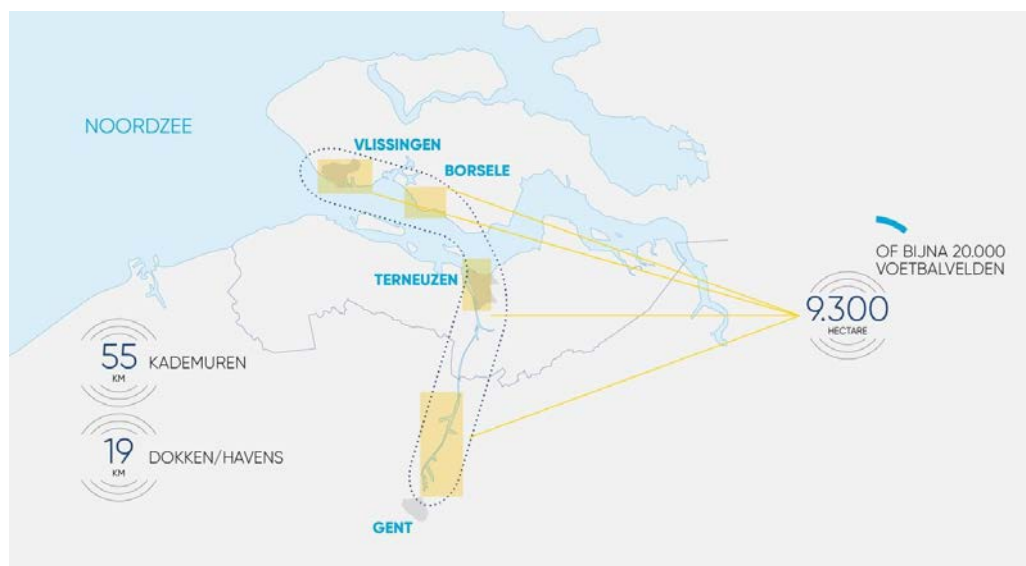 NOORDZEE
VLISSINGEN
BORSELE
TERNEUZEN
OF BIJNA 20.000
VOETBALVELDEN
9.300
HECTARE
55
KM
KADEMUREN
19
KM
DOKKEN/HAVENS
GENT